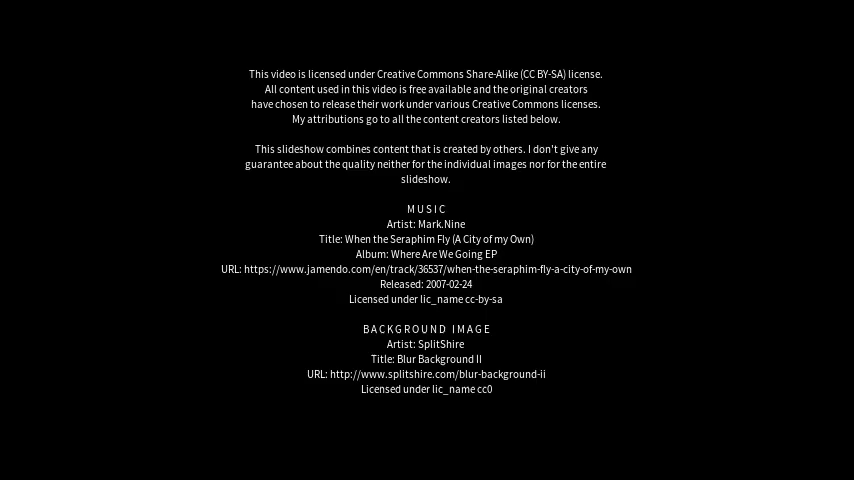 This video is licensed under Creative Commons Share-Alike (CC BY-SA) license.
All content used in this video is free available and the original creators
have chosen to release their work under various Creative Commons licenses.
My attributions go to all the content creators listed below.
This slideshow combines content that is created by others. I don't give any
guarantee about the quality neither for the individual images nor for the entire
slideshow.
M U S I C
Artist: Mark.Nine
Title: When the Seraphim Fly (A City of my Own)
Album: Where Are We Going EP
URL: https://www.jamendo.com/en/track/36537/when-the-seraphim-fly-a-city-of-my-own
Released: 2007-02-24
Licensed under lic_name cc-by-sa
B A C K G R O U N D   I M A G E
Artist: SplitShire
Title: Blur Background II
URL: http://www.splitshire.com/blur-background-ii
Licensed under lic_name cc0